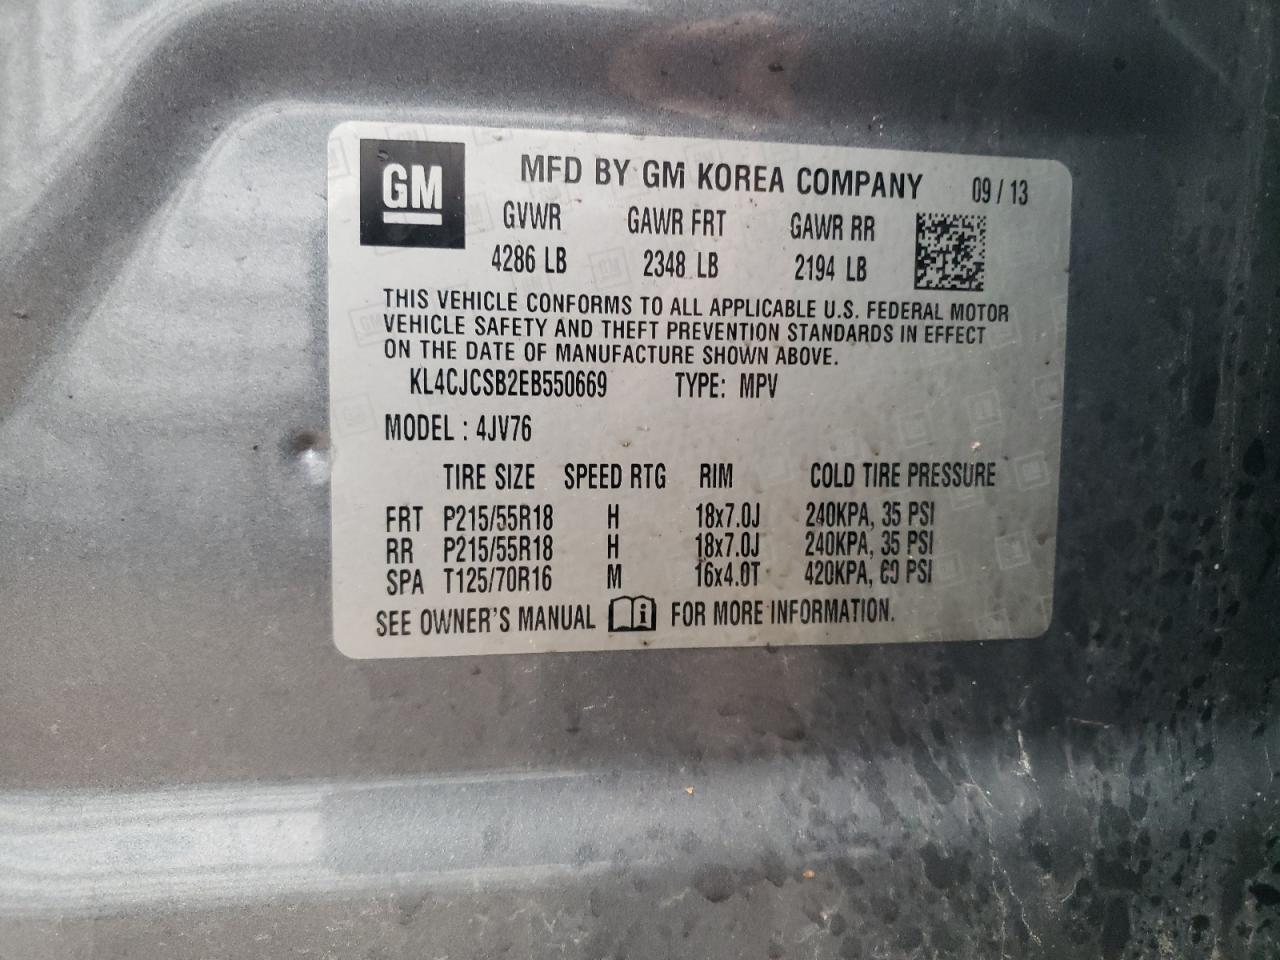 GM
MFD BY GM KOREA COMPANY 09 / 13
GVWR GAWR FRT GAWR RR
4286 LB 2348 LB 2194 LB
THIS VEHICLE CONFORMS TO ALL APPLICABLE U.S. FEDERAL MOTOR
VEHICLE SAFETY AND THEFT PREVENTION STANDARDS IN EFFECT
ON THE DATE OF MANUFACTURE SHOWN ABOVE.
KL4CJCSB2EB550669 TYPE: MPV
MODEL : 4JV76
TIRE SIZE SPEED RTG RIM COLD TIRE PRESSURE
FRT P215/55R18 H 18x7.0J 240KPA, 35 PSI
RR P215/55R18 H 18x7.0J 240KPA, 35 PSI
SPA T125/70R16 M 16x4.0T 420KPA, 60 PSI
SEE OWNER'S MANUAL FOR MORE INFORMATION.